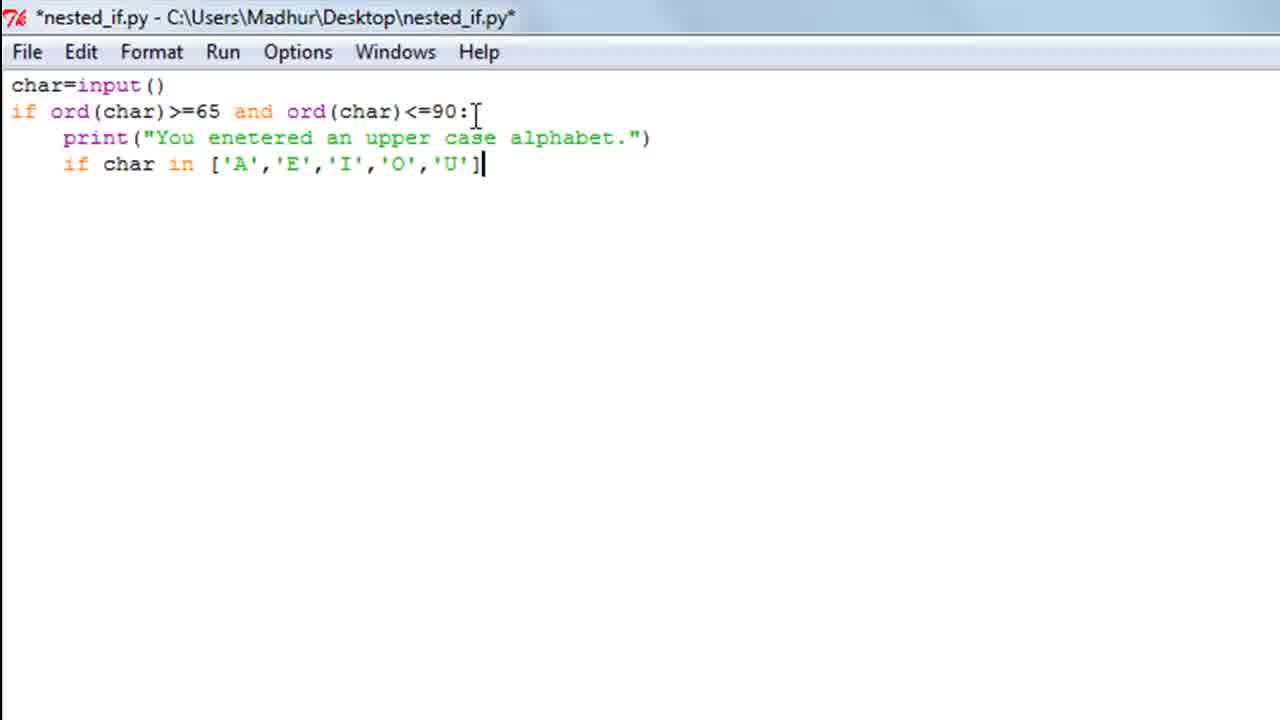 *nested_if.py - C:\Users\Madhur\Desktop\nested_if.py*
File Edit Format Run Options Windows Help
char=input()
if ord(char)>=65 and ord(char)<=90:
    print("You enetered an upper case alphabet.")
    if char in ['A','E','I','O','U']